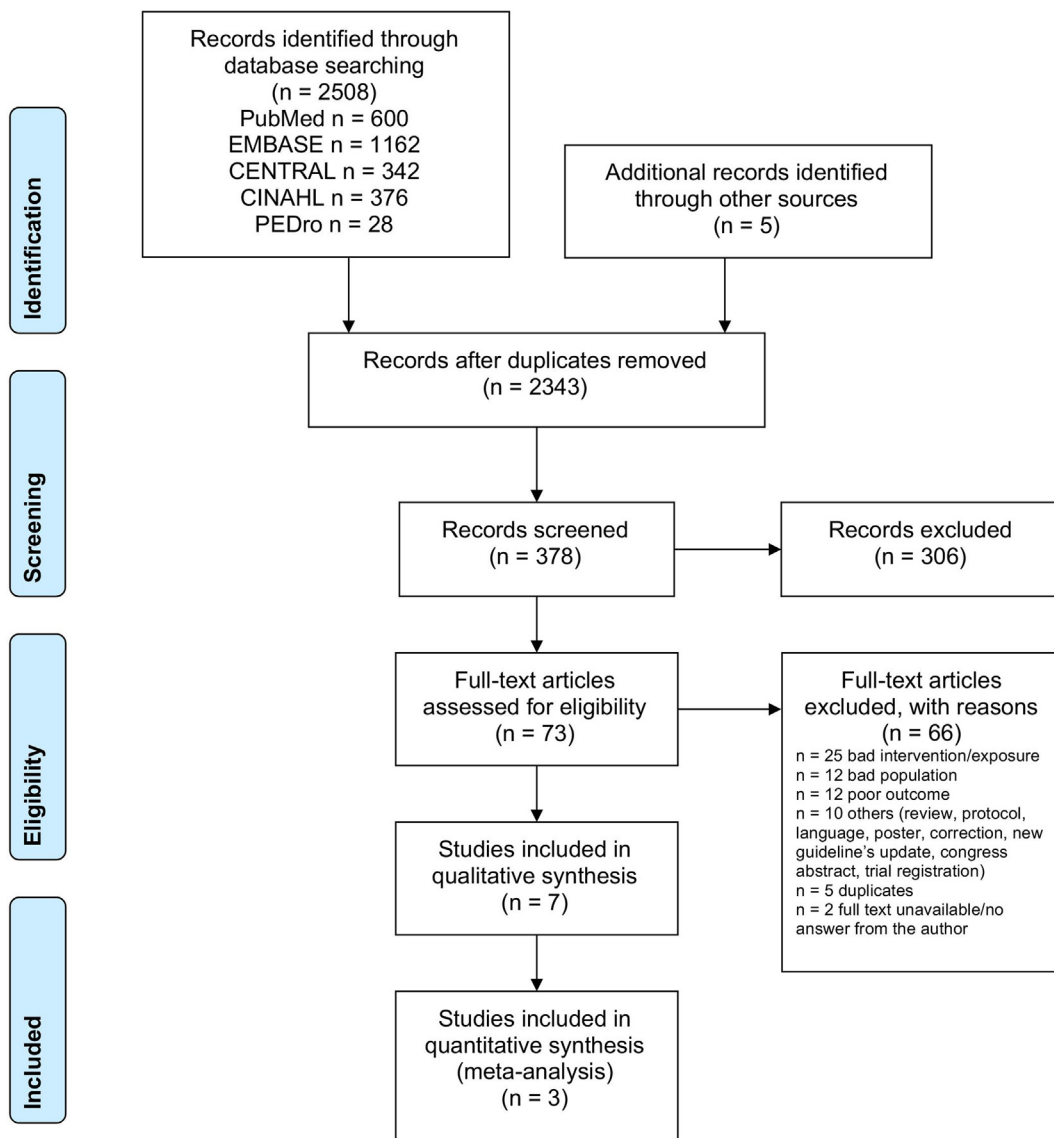 Records identified through
database searching
(n = 2508)
PubMed n = 600
EMBASE n = 1162
CENTRAL n = 342
CINAHL n = 376
PEDro n = 28
Additional records identified
through other sources
(n = 5)
Identification
Records after duplicates removed
(n = 2343)
Screening
Records screened
(n = 378)
Records excluded
(n = 306)
Eligibility
Full-text articles
assessed for eligibility
(n = 73)
Full-text articles
excluded, with reasons
(n = 66)
n = 25 bad intervention/exposure
n = 12 bad population
n = 12 poor outcome
n = 10 others (review, protocol,
language, poster, correction, new
guideline's update, congress
abstract, trial registration)
n = 5 duplicates
n = 2 full text unavailable/no
answer from the author
Studies included in
qualitative synthesis
(n = 7)
Included
Studies included in
quantitative synthesis
(meta-analysis)
(n = 3)